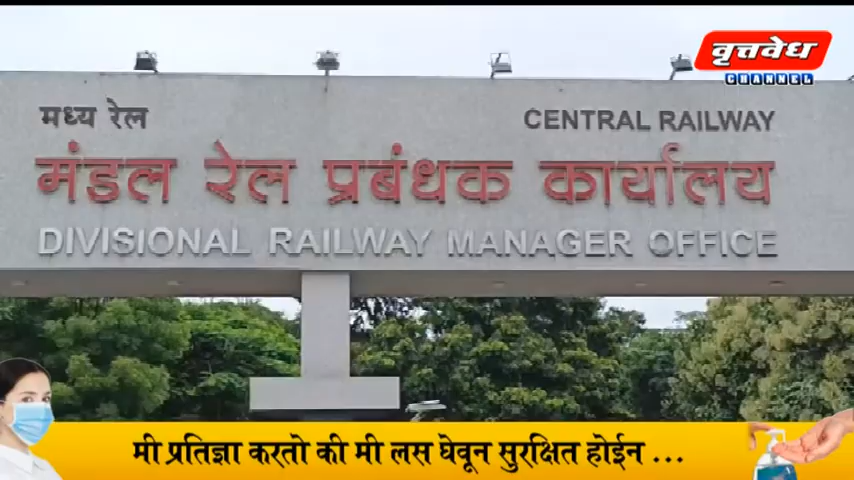 वृत्तवेध
CHANNEL
मध्य रेल
CENTRAL RAILWAY
मंडल रेल प्रबंधक कार्यालय
DIVISIONAL RAILWAY MANAGER OFFICE
मी प्रतिज्ञा करतो की मी लस घेवून सुरक्षित होईन ...